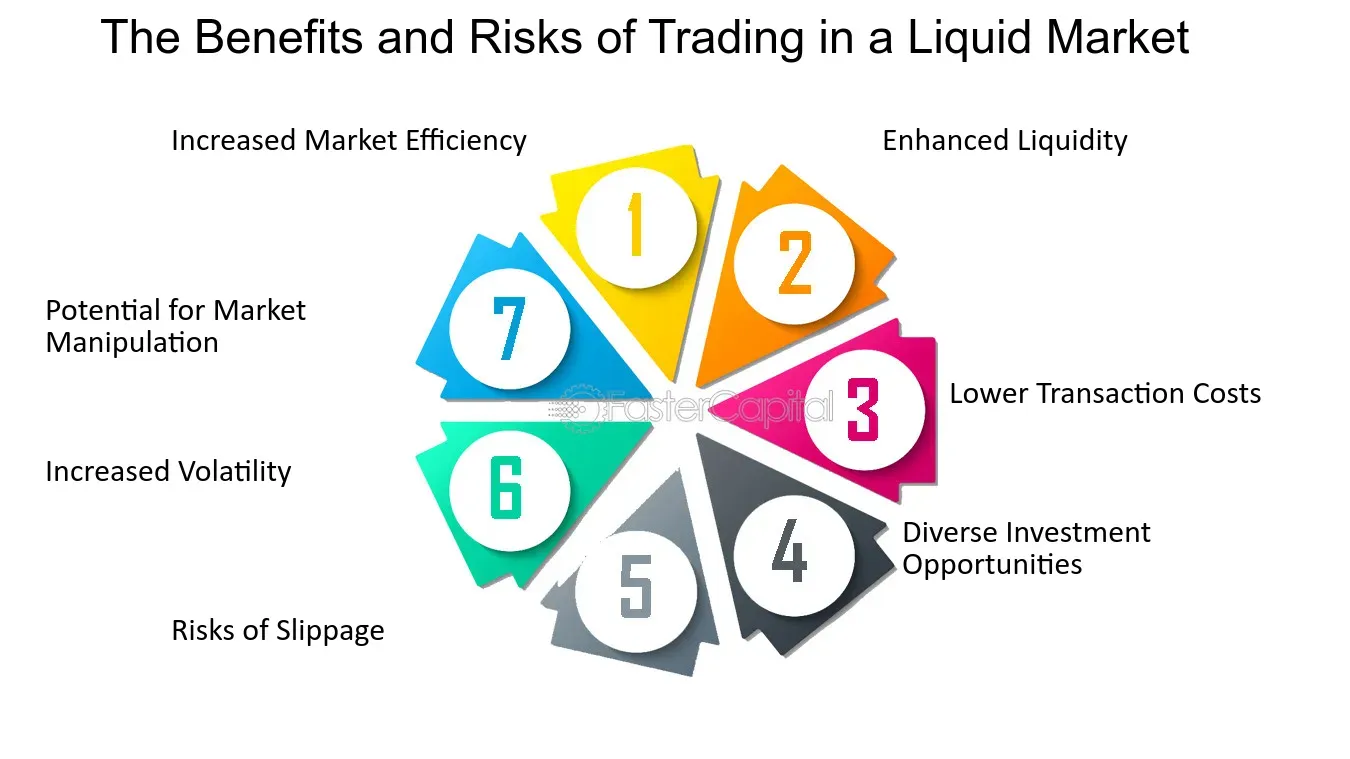 The Benefits and Risks of Trading in a Liquid Market
Increased Market Efficiency
Enhanced Liquidity
1
2
7
Potential for Market
Manipulation
3
Lower Transaction Costs
FasterCapital
Increased Volatility
6
4
Diverse Investment
Opportunities
5
Risks of Slippage